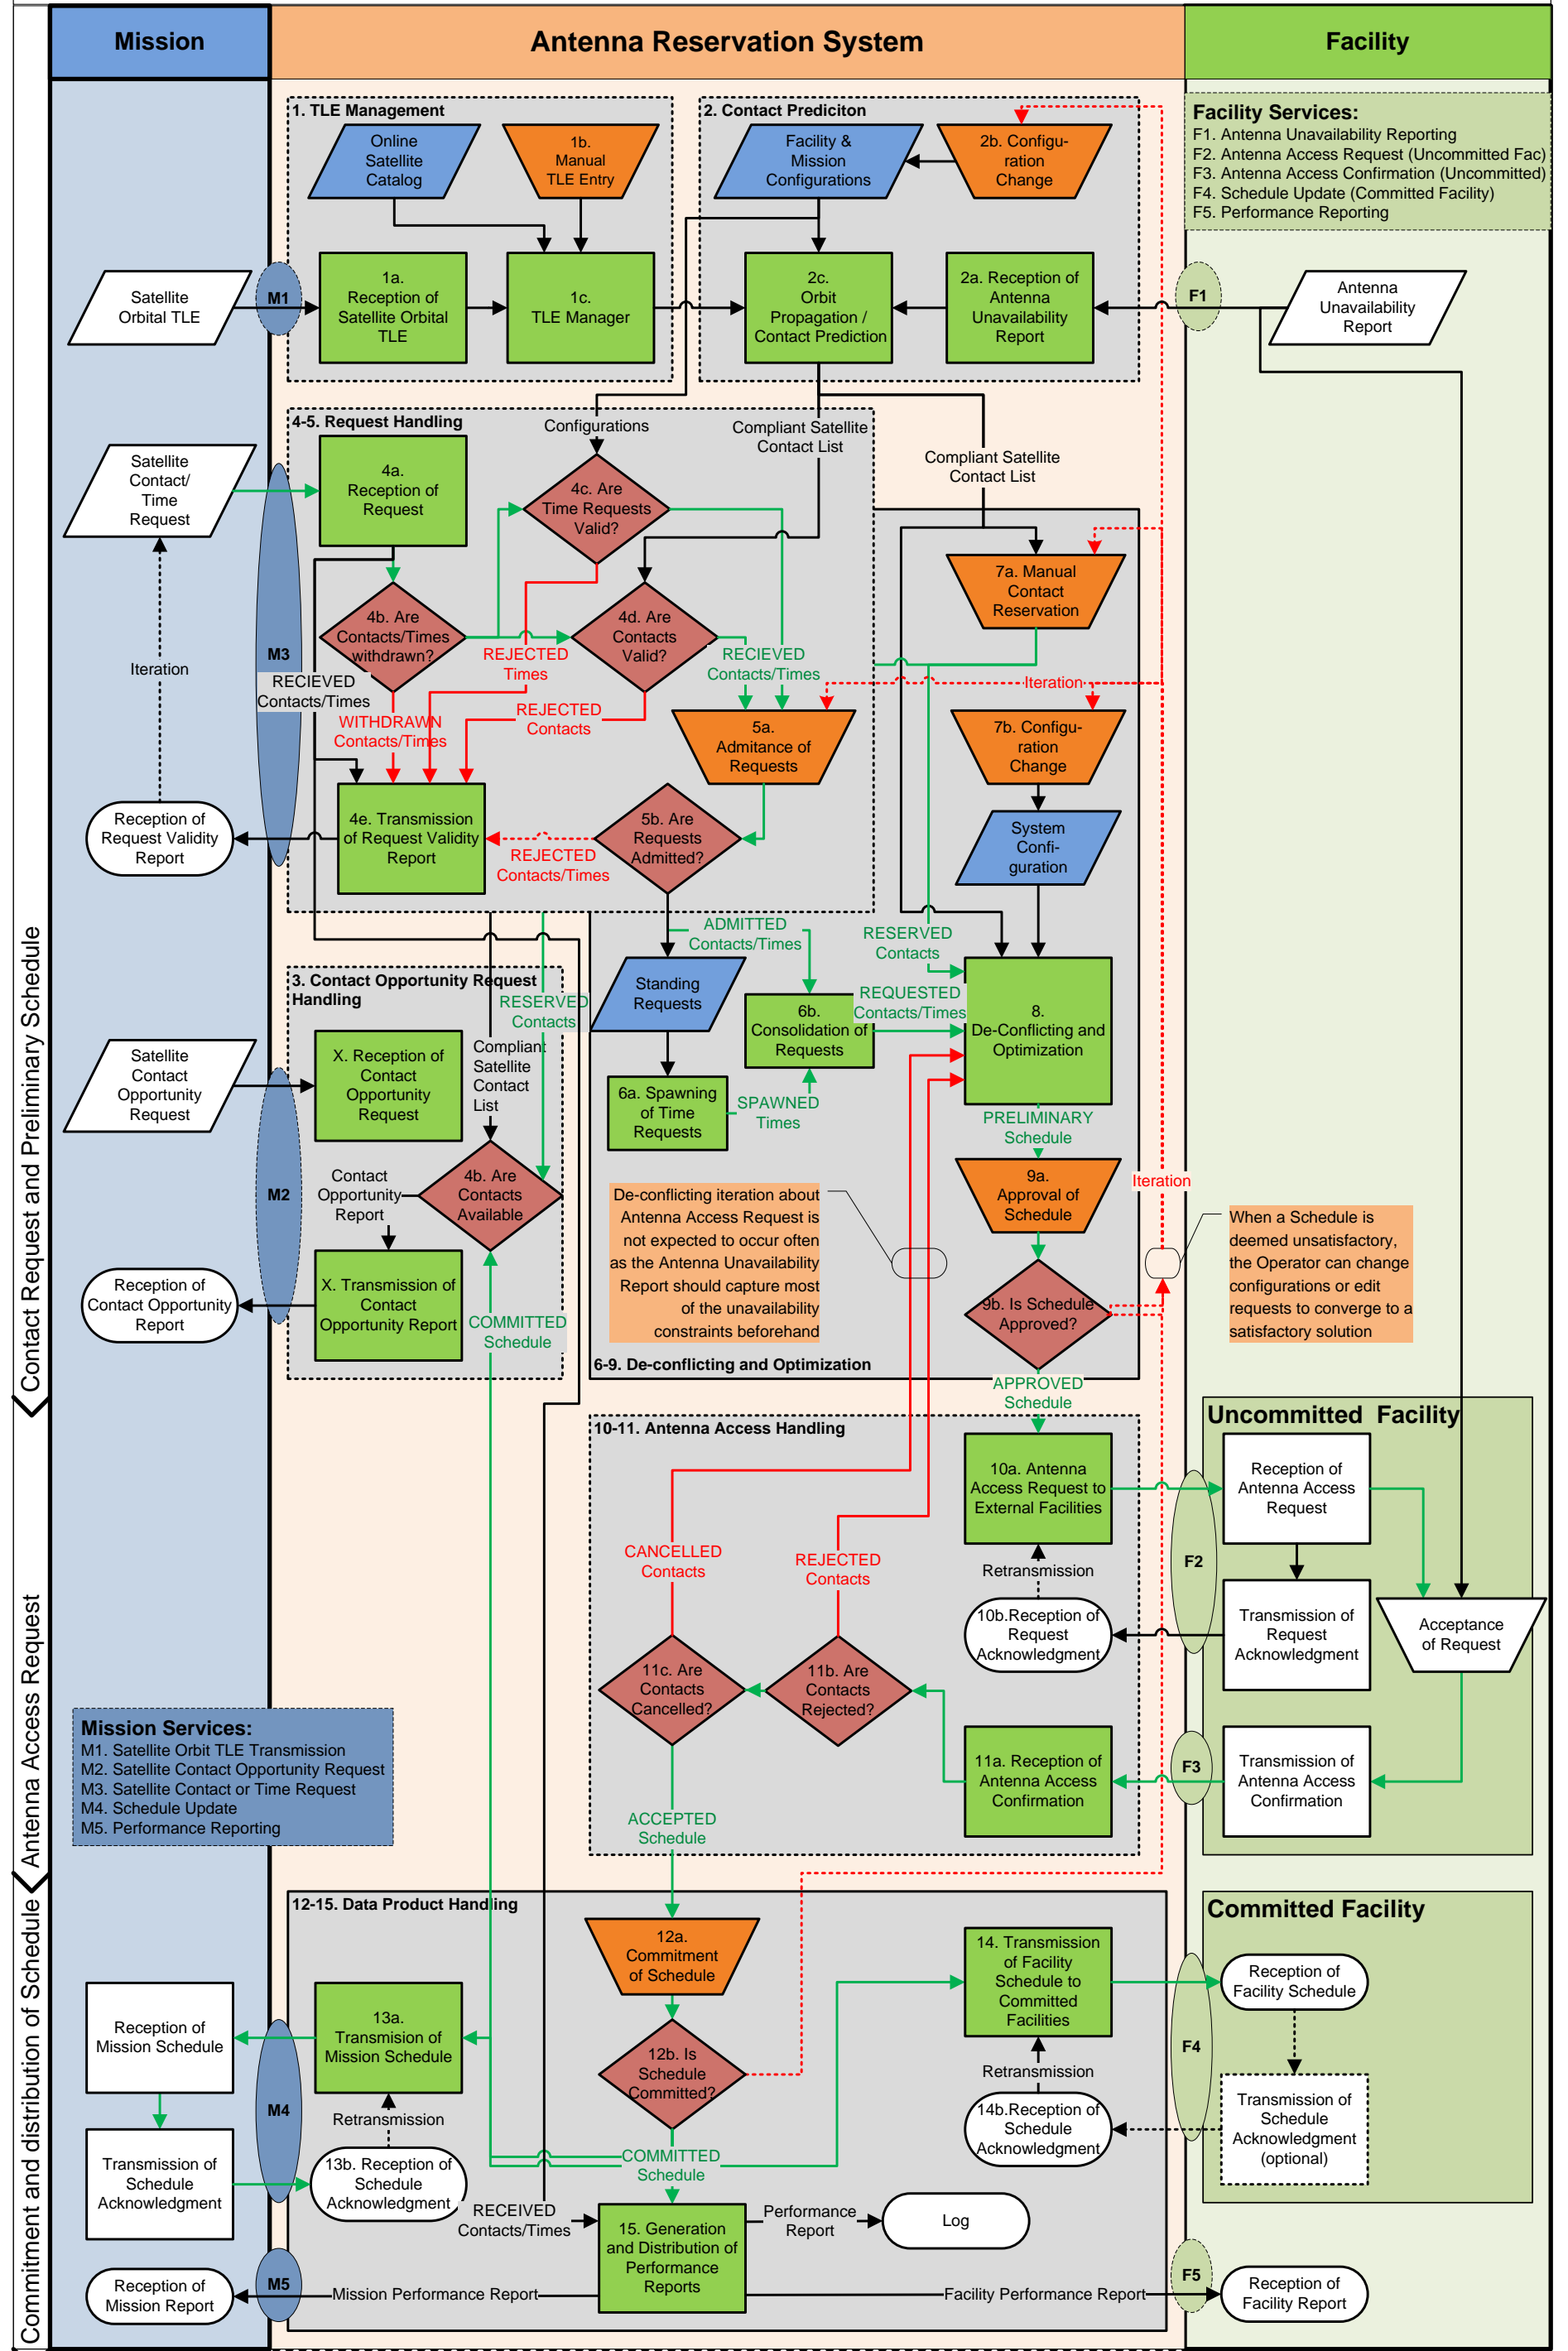 Mission
Antenna Reservation System
Facility
1. TLE Management
Online
Satellite
Catalog
1b.
Manual
TLE Entry
2. Contact Prediciton
Facility &
Mission
Configurations
2b. Configu-
ration
Change
Facility Services:
F1. Antenna Unavailability Reporting
F2. Antenna Access Request (Uncommitted Fac)
F3. Antenna Access Confirmation (Uncommitted)
F4. Schedule Update (Committed Facility)
F5. Performance Reporting
Satellite
Orbital TLE
M1
1a.
Reception of
Satellite Orbital
TLE
1c.
TLE Manager
2c.
Orbit
Propagation /
Contact Prediction
2a. Reception of
Antenna
Unavailability
Report
F1
Antenna
Unavailability
Report
4-5. Request Handling
Configurations
Compliant Satellite
Contact List
Compliant Satellite
Contact List
Satellite
Contact/
Time
Request
4a.
Reception of
Request
4c. Are
Time Requests
Valid?
7a. Manual
Contact
Reservation
4b. Are
Contacts/Times
withdrawn?
4d. Are
Contacts
Valid?
M3
Iteration
RECIEVED
Contacts/Times
REJECTED
Times
RECIEVED
Contacts/Times
Iteration
WITHDRAWN
Contacts/Times
REJECTED
Contacts
5a.
Admitance of
Requests
7b. Configu-
ration
Change
Reception of
Request Validity
Report
4e. Transmission
of Request Validity
Report
REJECTED
Contacts/Times
5b. Are
Requests
Admitted?
System
Confi-
guration
ADMITTED
Contacts/Times
RESERVED
Contacts
3. Contact Opportunity Request
Handling
RESERVED
Contacts
Standing
Requests
REQUESTED
Contacts/Times
6b.
Consolidation of
Requests
8.
De-Conflicting and
Optimization
Satellite
Contact
Opportunity
Request
X. Reception of
Contact
Opportunity
Request
Compliant
Satellite
Contact
List
6a. Spawning
of Time
Requests
SPAWNED
Times
PRELIMINARY
Schedule
M2
Contact
Opportunity
Report
4b. Are
Contacts
Available
De-conflicting iteration about
Antenna Access Request is
not expected to occur often
as the Antenna Unavailability
Report should capture most
of the unavailability
constraints beforehand
9a.
Approval of
Schedule
Iteration
When a Schedule is
deemed unsatisfactory,
the Operator can change
configurations or edit
requests to converge to a
satisfactory solution
Reception of
Contact Opportunity
Report
X. Transmission of
Contact
Opportunity Report
COMMITTED
Schedule
9b. Is Schedule
Approved?
6-9. De-conflicting and Optimization
Contact Request and Preliminary Schedule
APPROVED
Schedule
10-11. Antenna Access Handling
Uncommitted Facility
10a. Antenna
Access Request to
External Facilities
Reception of
Antenna Access
Request
CANCELLED
Contacts
REJECTED
Contacts
Retransmission
F2
10b.Reception of
Request
Acknowledgment
Transmission of
Request
Acknowledgment
Acceptance
of Request
11c. Are
Contacts
Cancelled?
11b. Are
Contacts
Rejected?
Antenna Access Request
Mission Services:
M1. Satellite Orbit TLE Transmission
M2. Satellite Contact Opportunity Request
M3. Satellite Contact or Time Request
M4. Schedule Update
M5. Performance Reporting
11a. Reception of
Antenna Access
Confirmation
F3
Transmission of
Antenna Access
Confirmation
ACCEPTED
Schedule
12-15. Data Product Handling
Committed Facility
12a.
Commitment
of Schedule
14. Transmission
of Facility
Schedule to
Committed
Facilities
Reception of
Facility Schedule
Reception of
Mission Schedule
13a.
Transmision of
Mission Schedule
12b. Is
Schedule
Committed?
F4
Retransmission
M4
Retransmission
14b.Reception of
Schedule
Acknowledgment
Transmission of
Schedule
Acknowledgment
(optional)
Transmission of
Schedule
Acknowledgment
13b. Reception of
Schedule
Acknowledgment
COMMITTED
Schedule
RECEIVED
Contacts/Times
15. Generation
and Distribution of
Performance
Reports
Performance
Report
Log
Reception of
Mission Report
M5
Mission Performance Report
Facility Performance Report
F5
Reception of
Facility Report
Commitment and distribution of Schedule